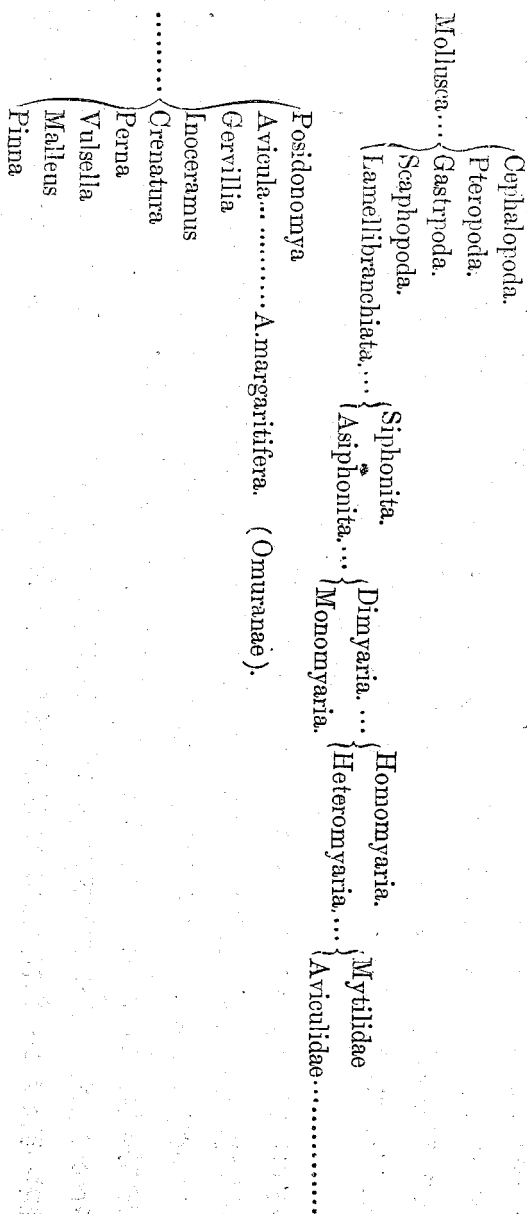 Mollusca...
Cephalopoda.
Pteropoda.
Gastrpoda.
Scaphopoda.
Lamellibranchiata....
Siphonita.
Asiphonita....
Dimyaria....
Monomyaria.
Homomyaria.
Heteromyaria....
Mytilidae
Aviculidae..............
.........
Posidonomya
Avicula............A.margaritifera. (Omuranae).
Gervillia
Inoceramus
Crenatura
Perna
Vulsella
Malleus
Pinna